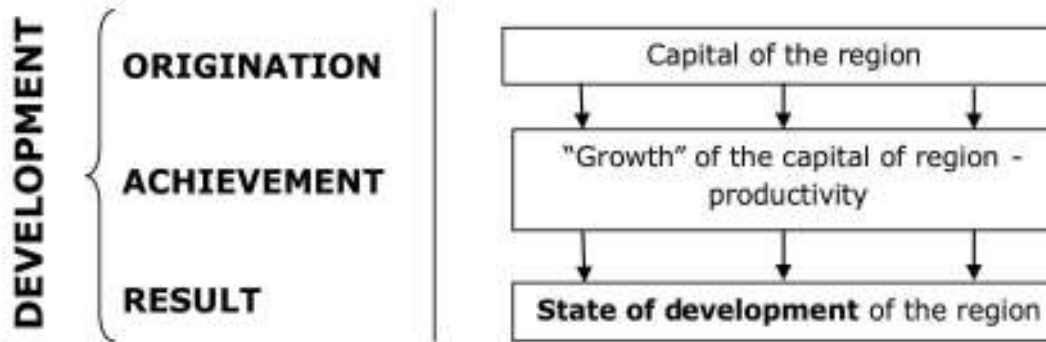 DEVELOPMENT
ORIGINATION
Capital of the region
ACHIEVEMENT
“Growth” of the capital of region -
productivity
RESULT
State of development of the region